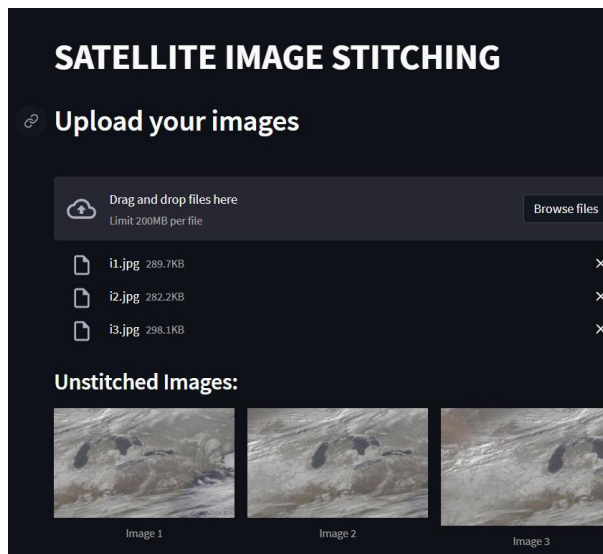 SATELLITE IMAGE STITCHING
Upload your images
Drag and drop files here
Limit 200MB per file
Browse files
i1.jpg 289.7KB
i2.jpg 282.2KB
i3.jpg 298.1KB
Unstitched Images:
Image 1
Image 2
Image 3